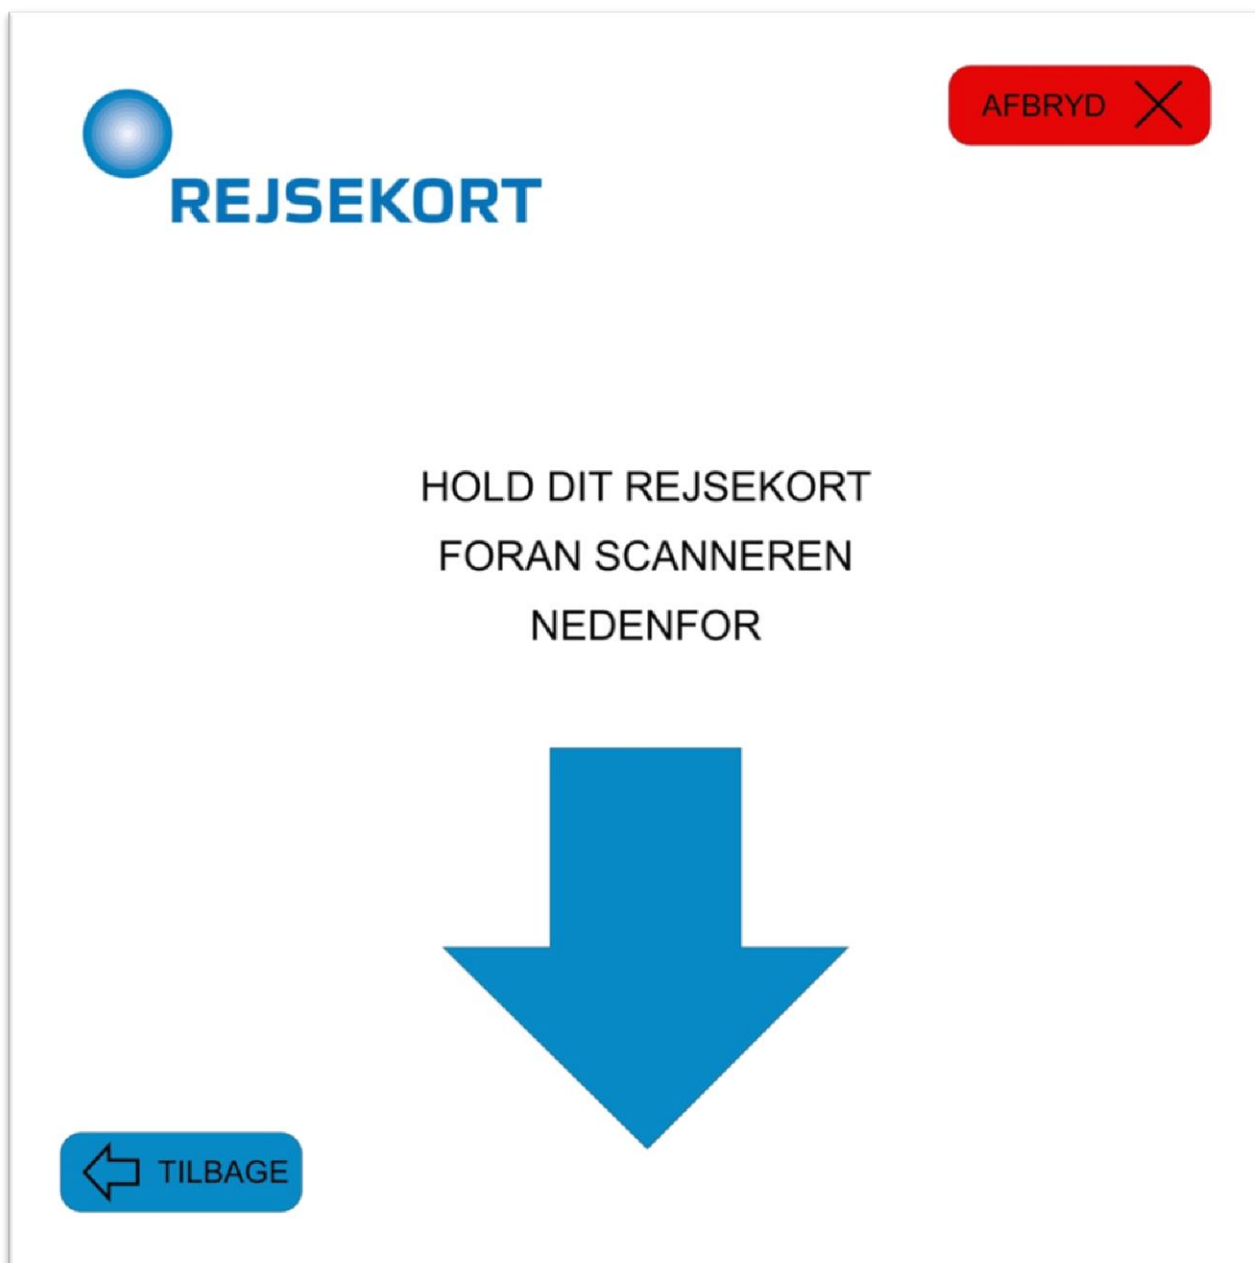 AFBRYD
REJSEKORT
HOLD DIT REJSEKORT
FORAN SCANNEREN
NEDENFOR
TILBAGE